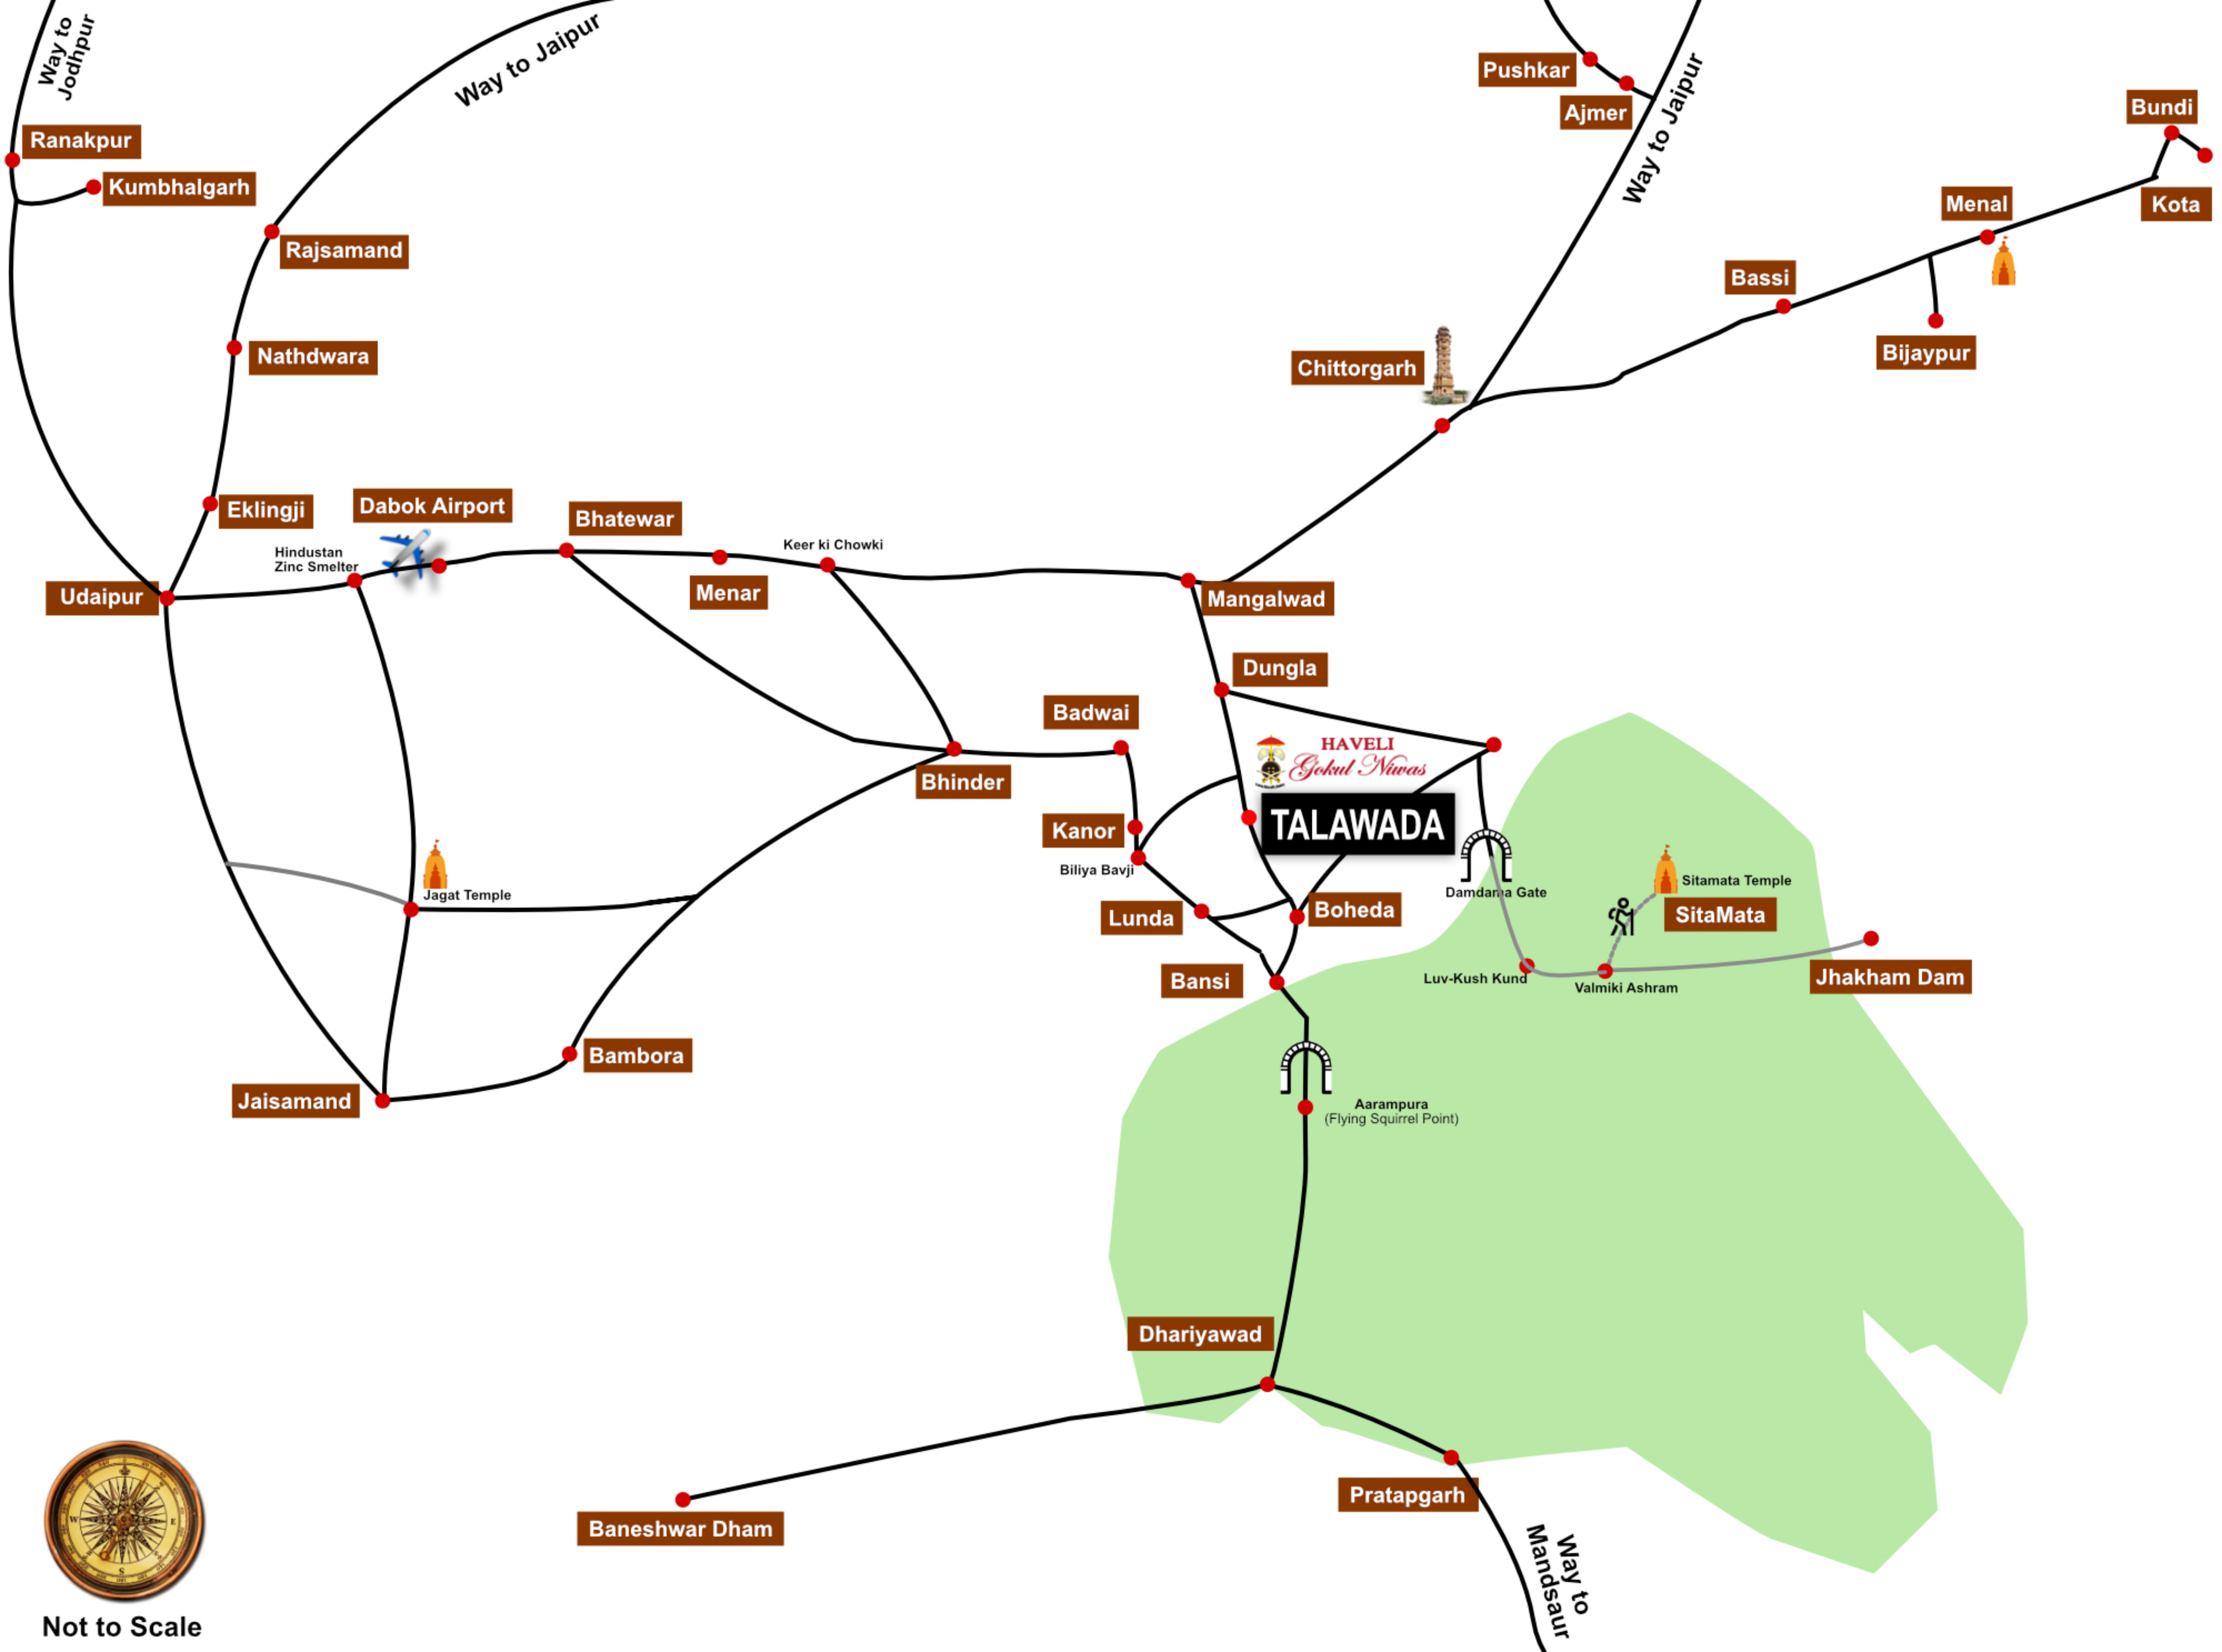 Way to
Jodhpur
Way to Jaipur
Way to Jaipur
Pushkar
Ajmer
Bundi
Kota
Menal
Bassi
Bijaypur
Ranakpur
Kumbhalgarh
Rajsamand
Nathdwara
Chittorgarh
Eklingji
Dabok Airport
Hindustan
Zinc Smelter
Bhatewar
Keer ki Chowki
Menar
Udaipur
Mangalwad
Dungla
Badwai
HAVELI
Gokul Niwas
TALAWADA
Bhinder
Kanor
Biliya Bavji
Jagat Temple
Damdama Gate
Sitamata Temple
SitaMata
Lunda
Boheda
Bansi
Luv-Kush Kund
Valmiki Ashram
Jhakham Dam
Bambora
Jaisamand
Aarampura
(Flying Squirrel Point)
Dhariyawad
Pratapgarh
Baneshwar Dham
Way to
Mandsaur
W
E
S
Not to Scale